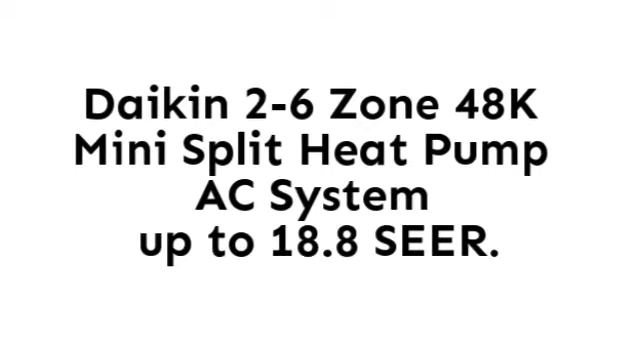 Daikin 2-6 Zone 48K
Mini Split Heat Pump
AC System
up to 18.8 SEER.